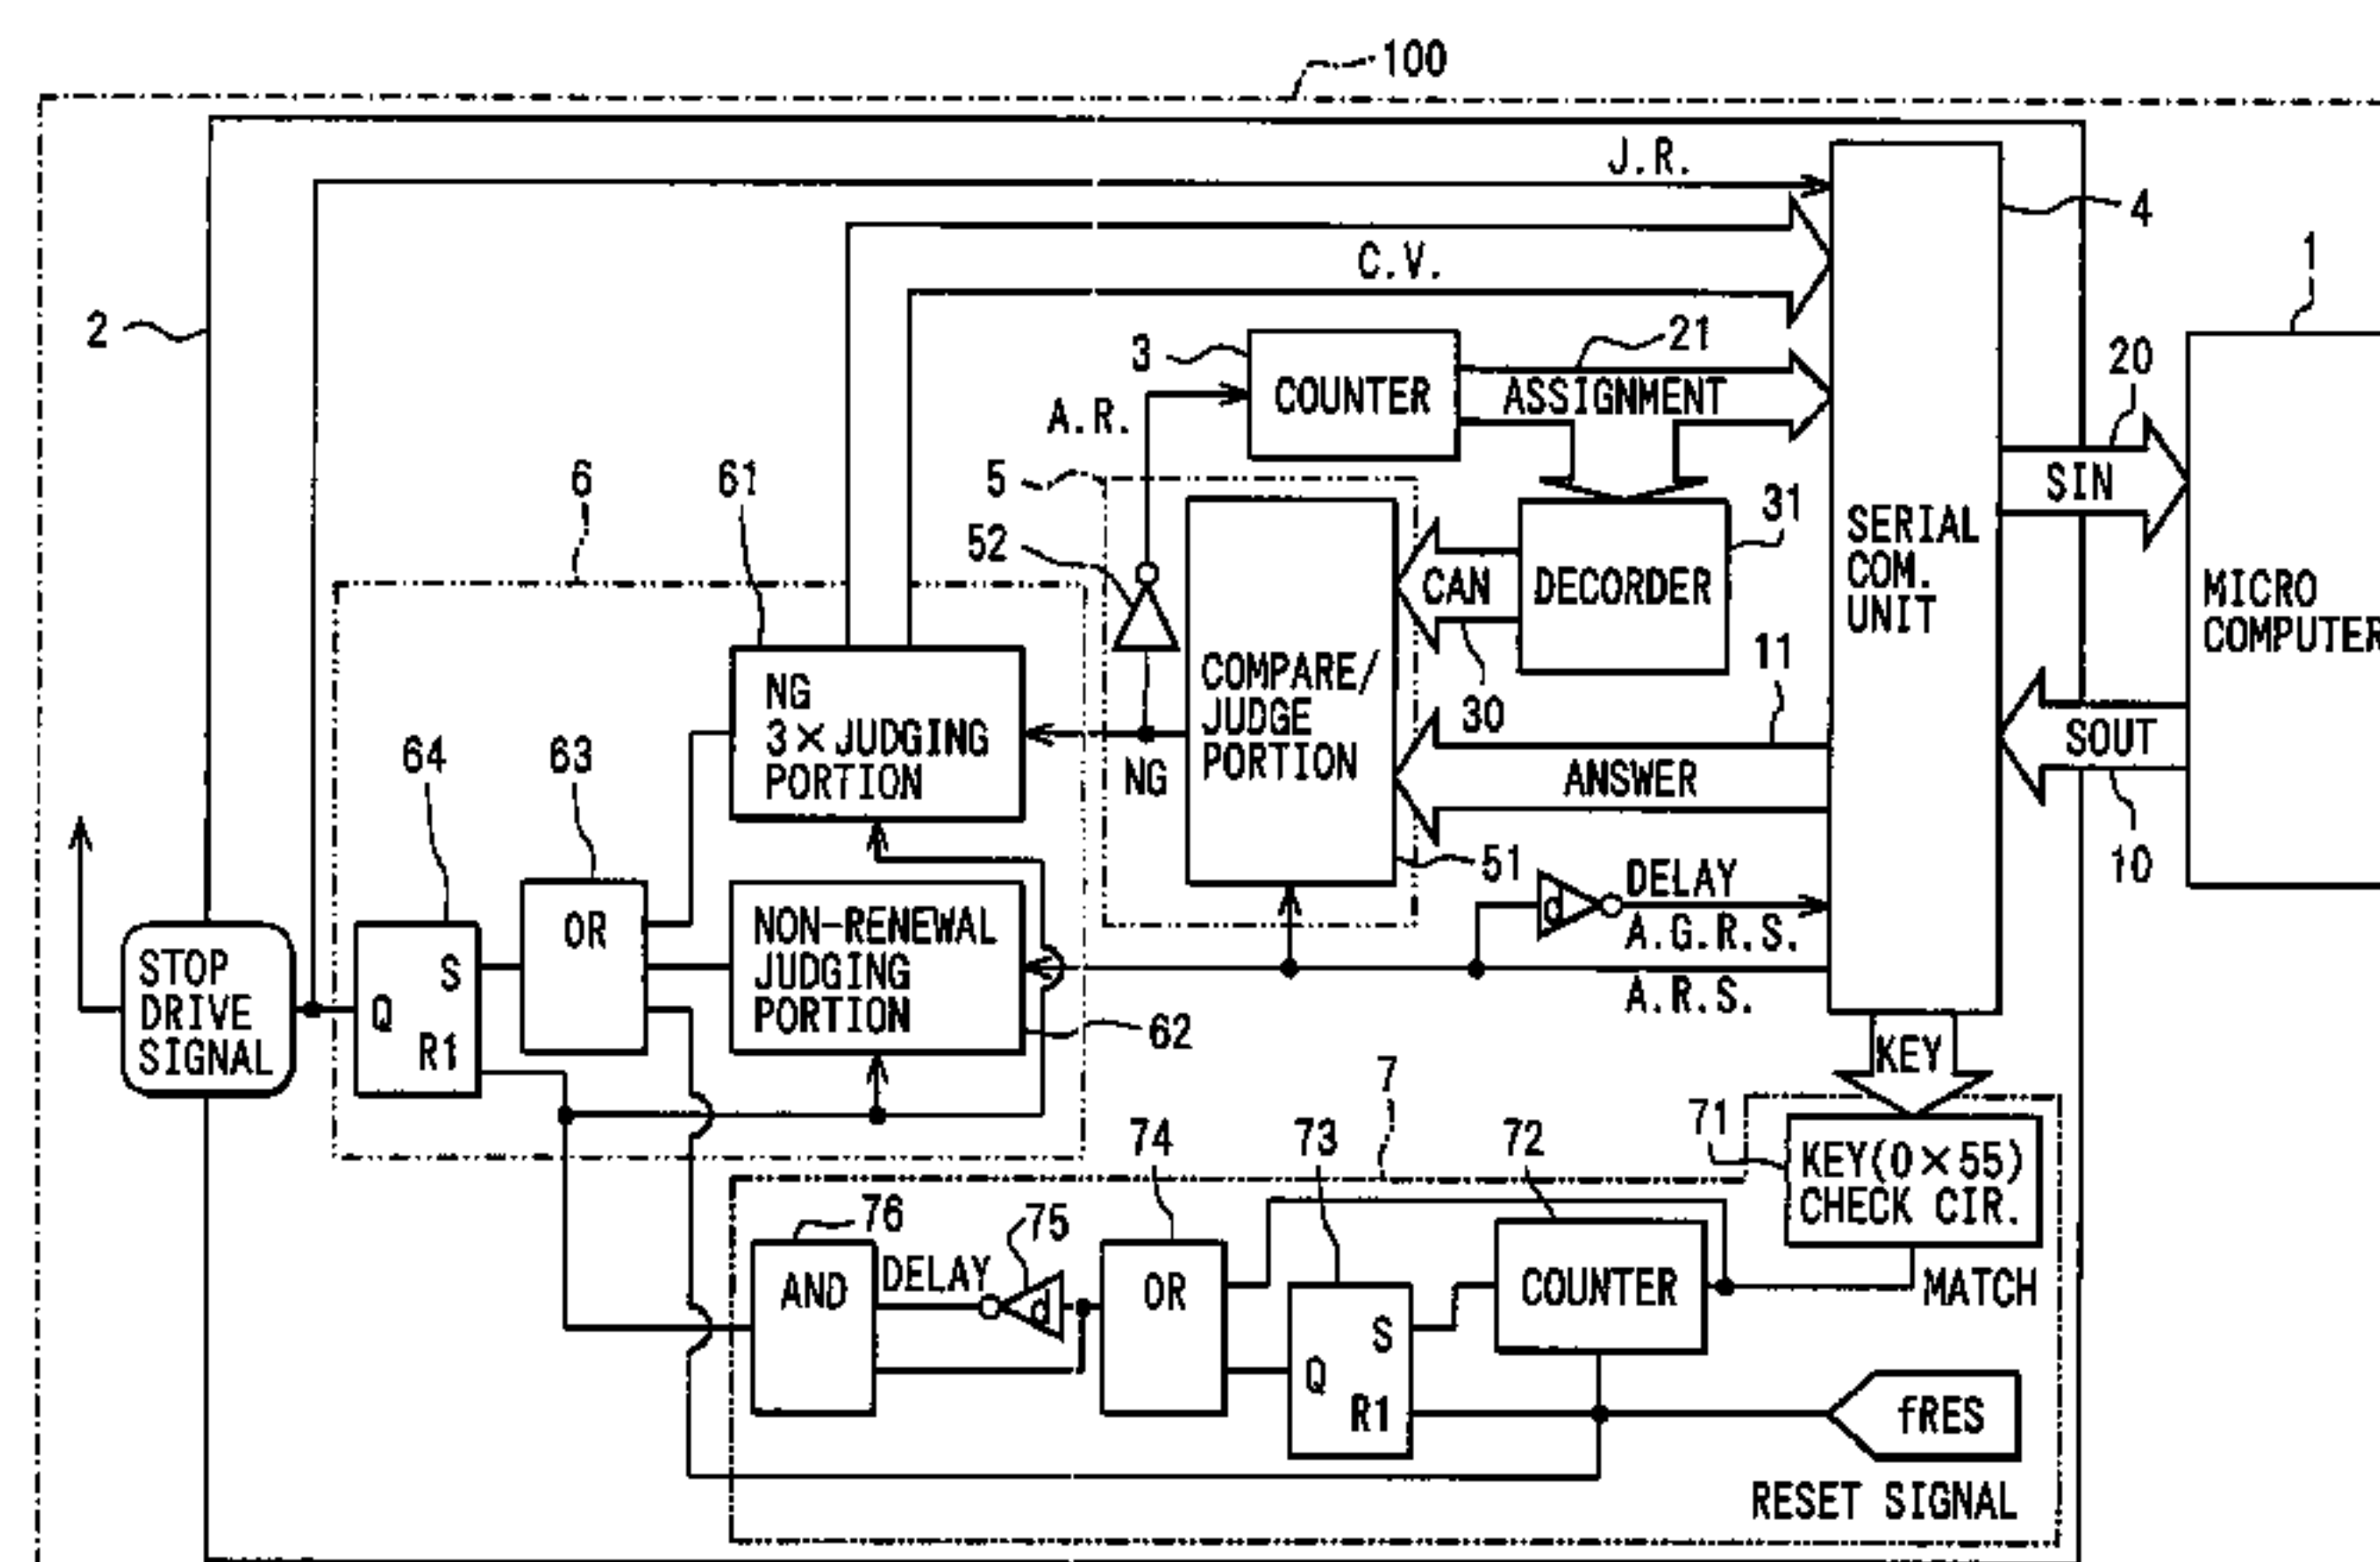 100
J.R.
4
C.V.
1
2
3
COUNTER
21
ASSIGNMENT
20
A.R.
SIN
6
61
5
52
31
CAN
DECORDER
SERIAL
COM.
UNIT
MICRO
COMPUTER
30
11
NG
3×JUDGING
PORTION
COMPARE/
JUDGE
PORTION
64
63
NG
ANSWER
SOUT
10
51
DELAY
A.G.R.S.
A.R.S.
STOP
DRIVE
SIGNAL
S
Q
R1
OR
NON-RENEWAL
JUDGING
PORTION
62
KEY
7
71
KEY(0×55)
CHECK CIR.
74
73
72
76
75
AND
DELAY
d
d
OR
COUNTER
MATCH
S
Q
R1
fRES
RESET SIGNAL